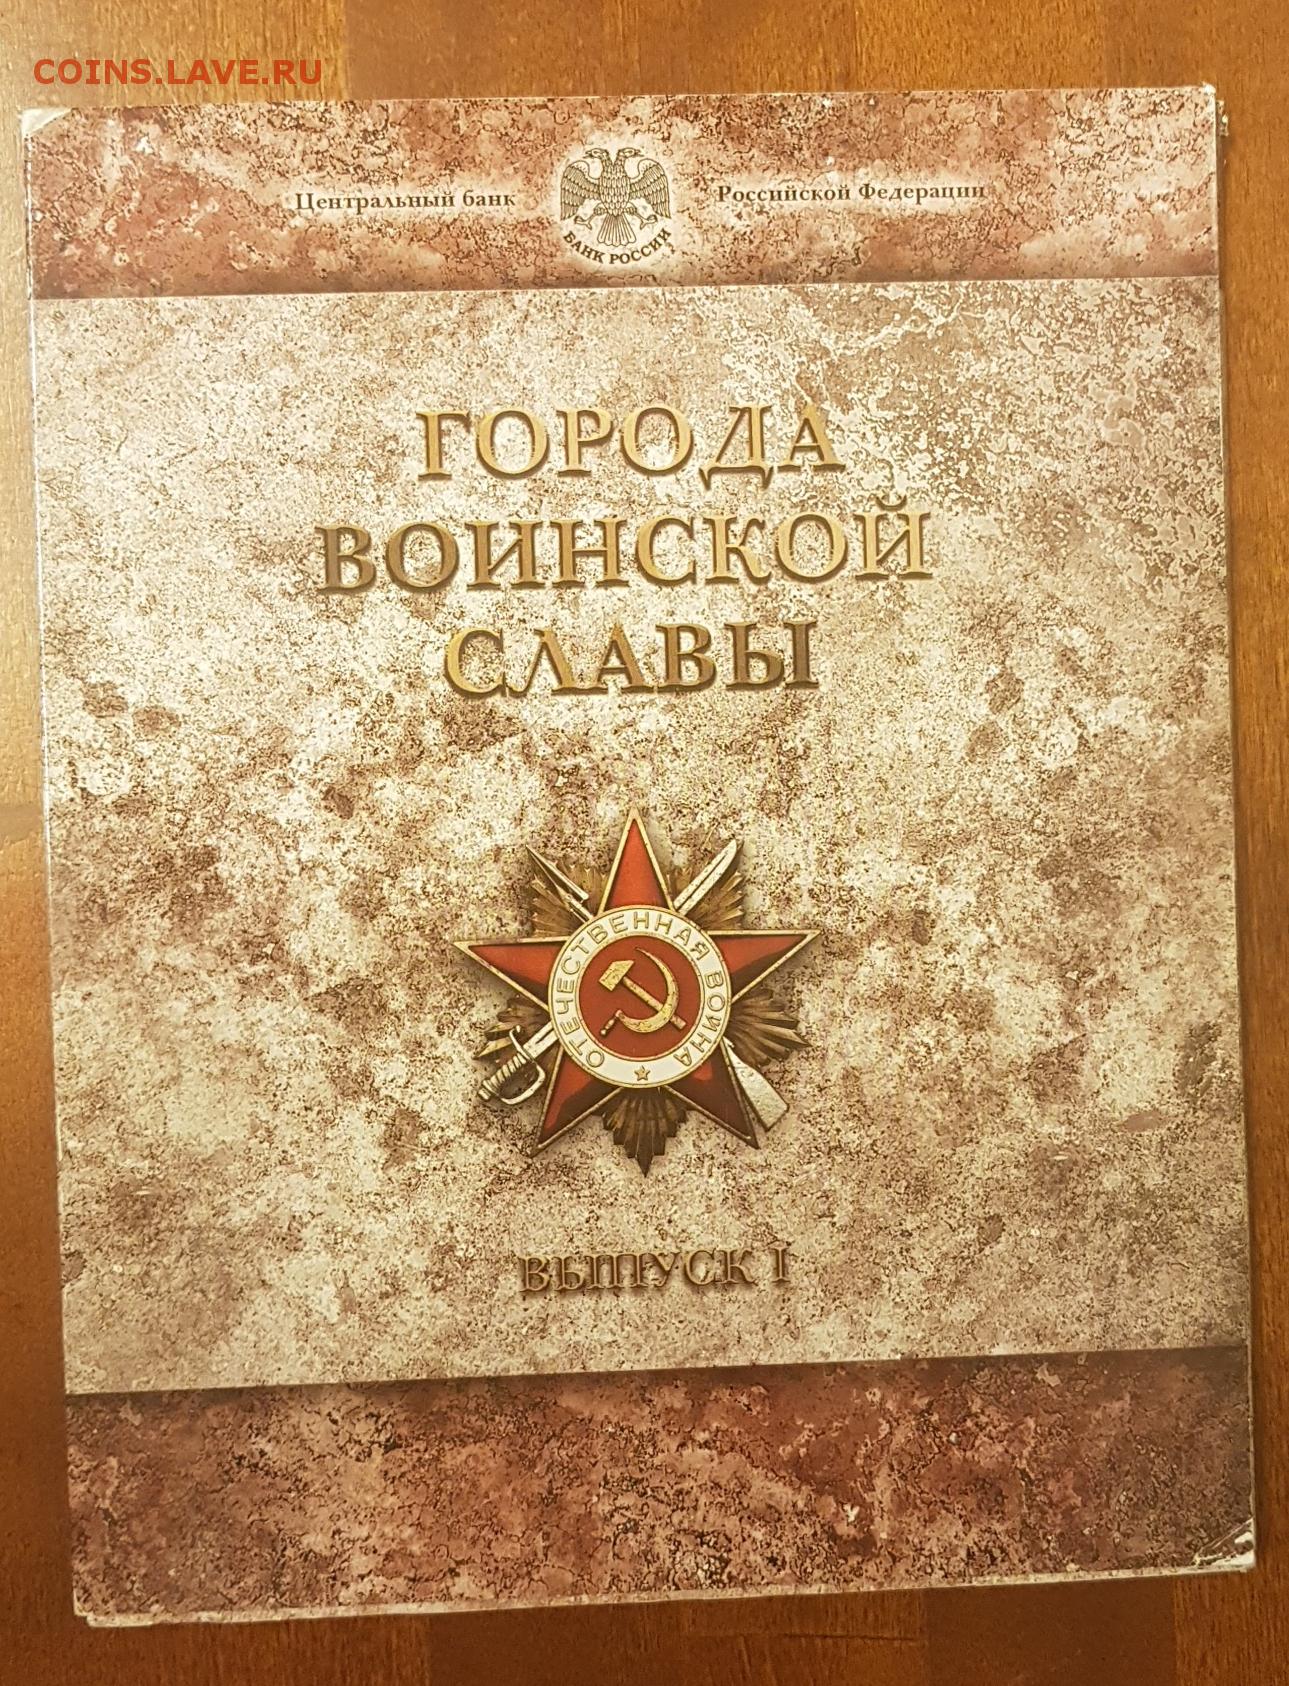 COINS.LAVE.RU
Центральный банк
БАНК РОССИИ
Российской Федерации
ГОРОДА
ВОИНСКОЙ
СЛАВЫ
ОТЕЧЕСТВЕННАЯ ВОЙНА
ВЫПУСК I